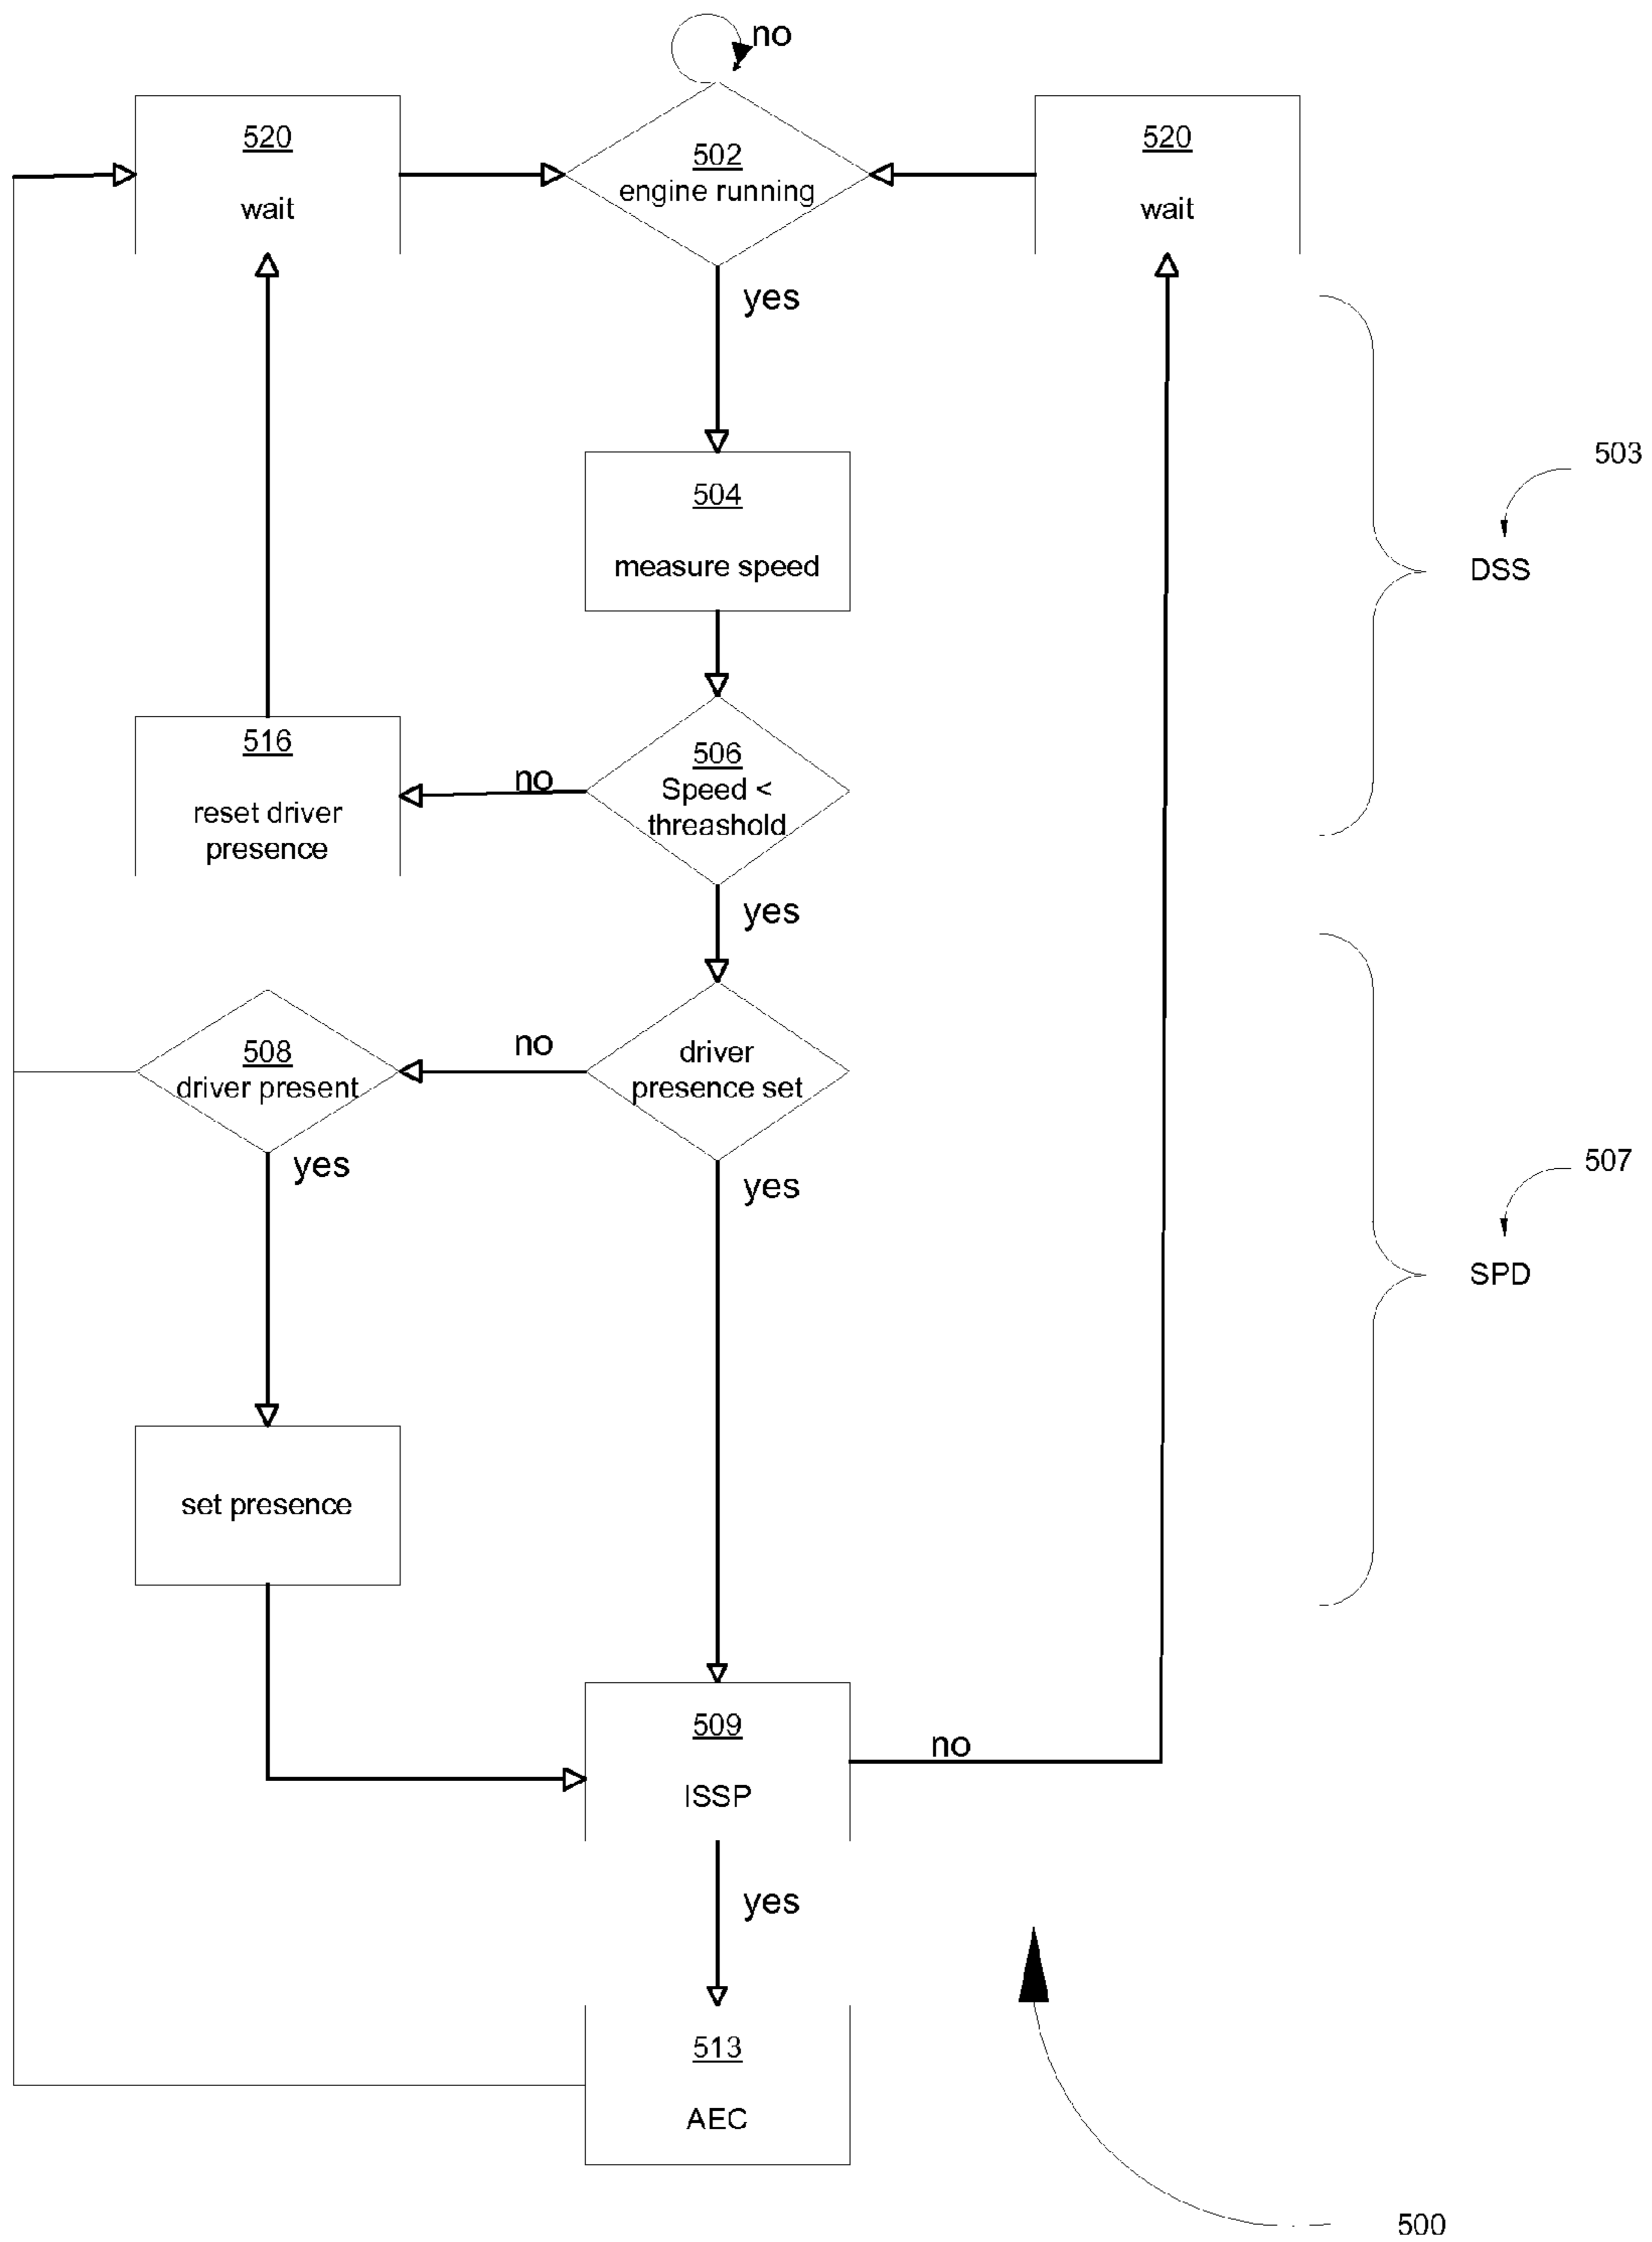 no
520
wait
502
engine running
520
wait
yes
503
DSS
504
measure speed
516
reset driver
presence
no
506
Speed <
threashold
yes
508
driver present
no
driver
presence set
yes
yes
507
SPD
set presence
509
ISSP
no
yes
513
AEC
500